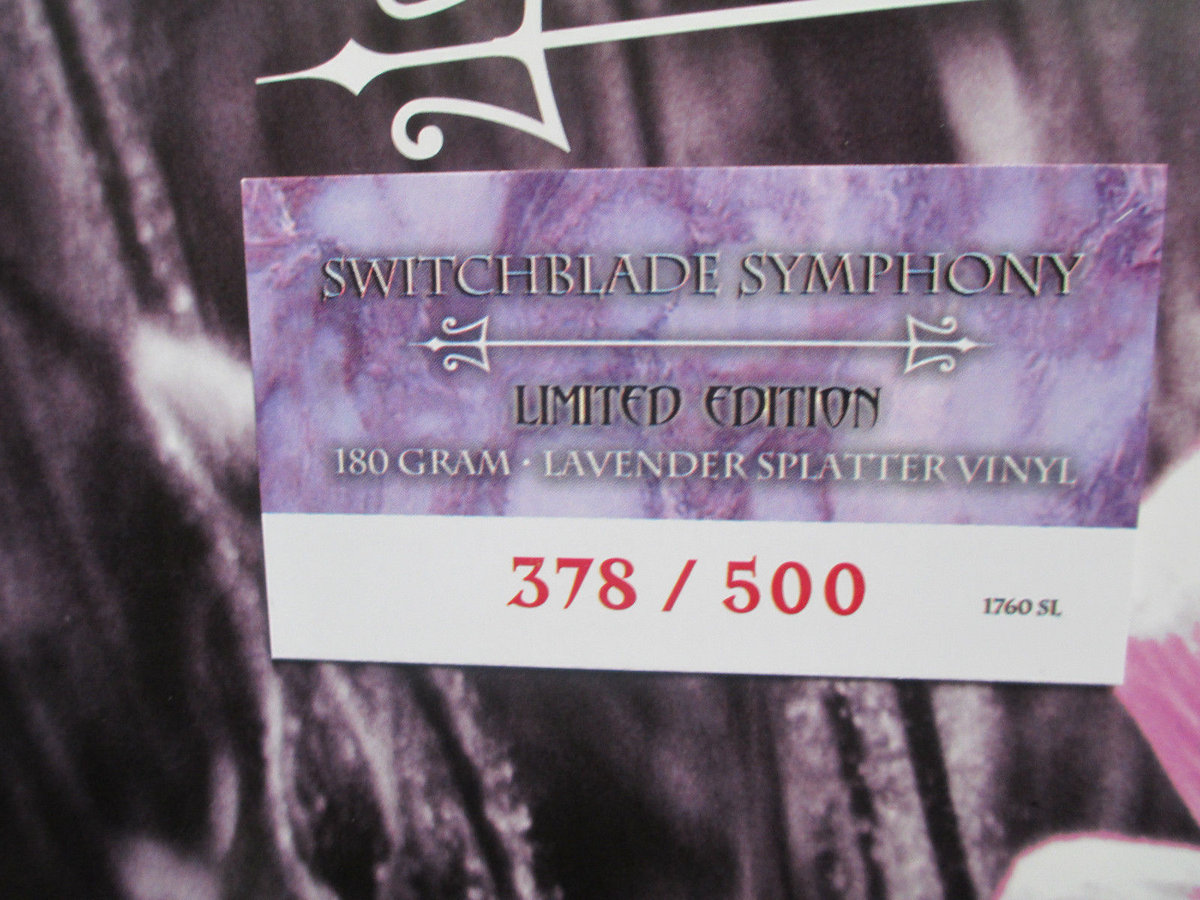 SWITCHBLADE SYMPHONY
LIMITED EDITION
180 GRAM · LAVENDER SPLATTER VINYL
378 / 500
1760 SL